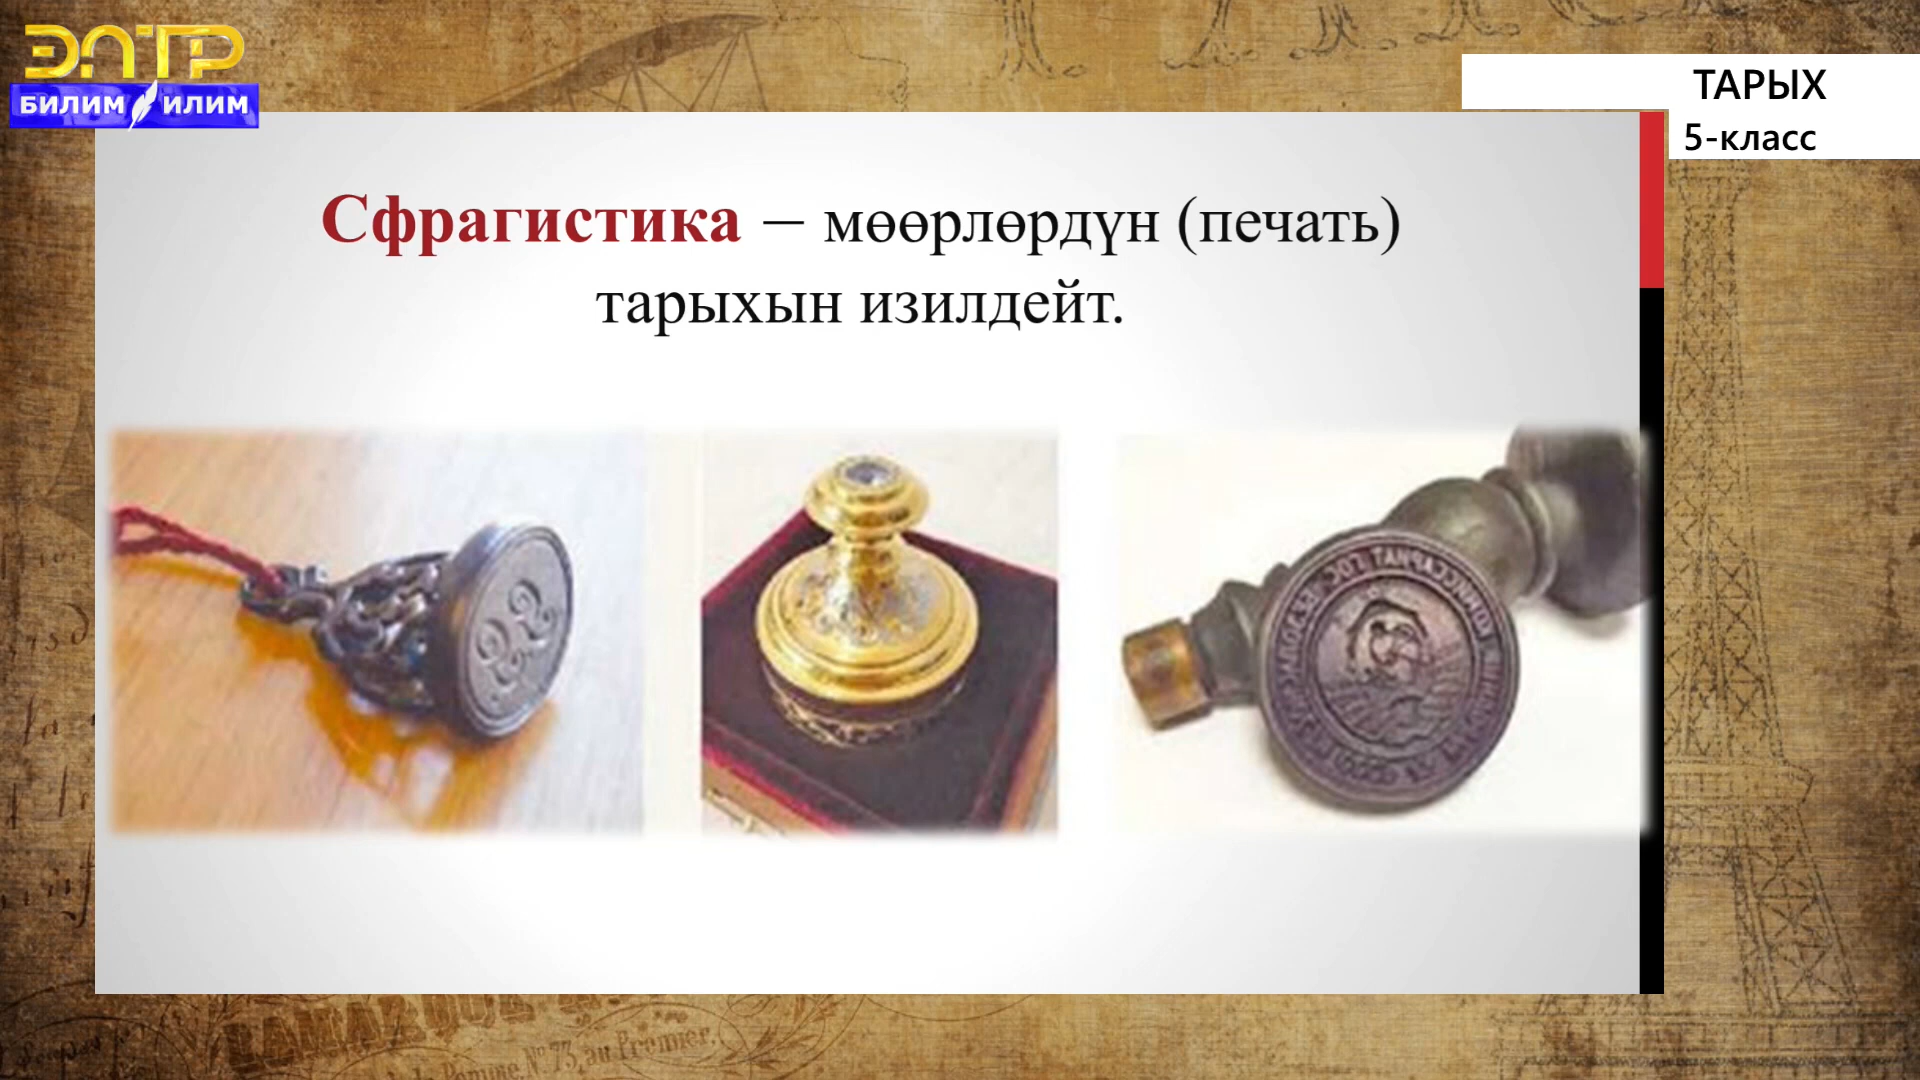 ЭЛТР
БИЛИМ ИЛИМ
ТАРЫХ
5-класс
Сфрагистика – мөөрлөрдүн (печать)
тарыхын изилдейт.